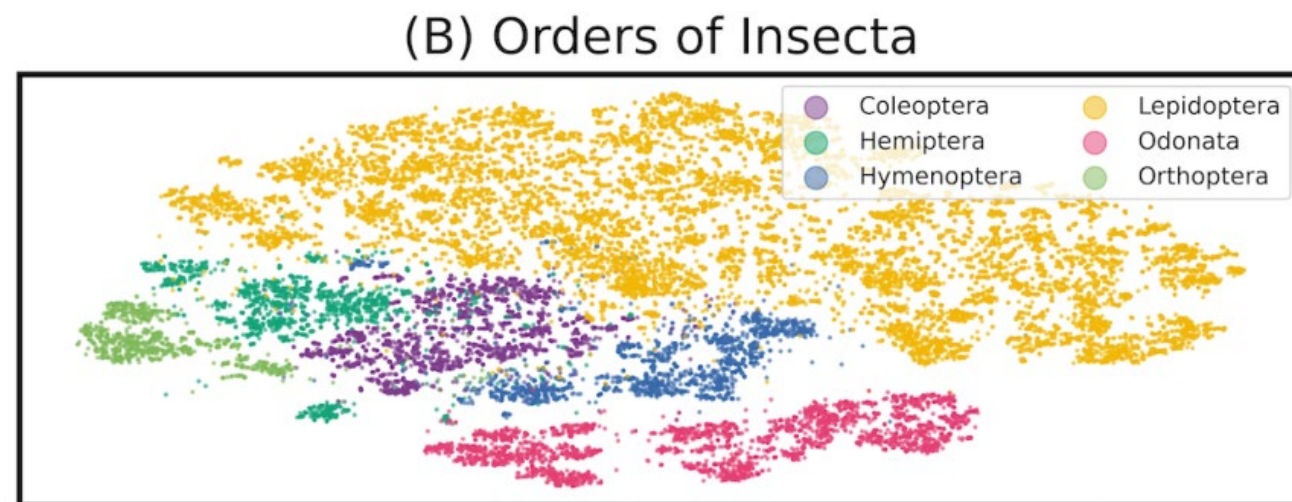 (B) Orders of Insecta
Coleoptera
Hemiptera
Hymenoptera
Lepidoptera
Odonata
Orthoptera